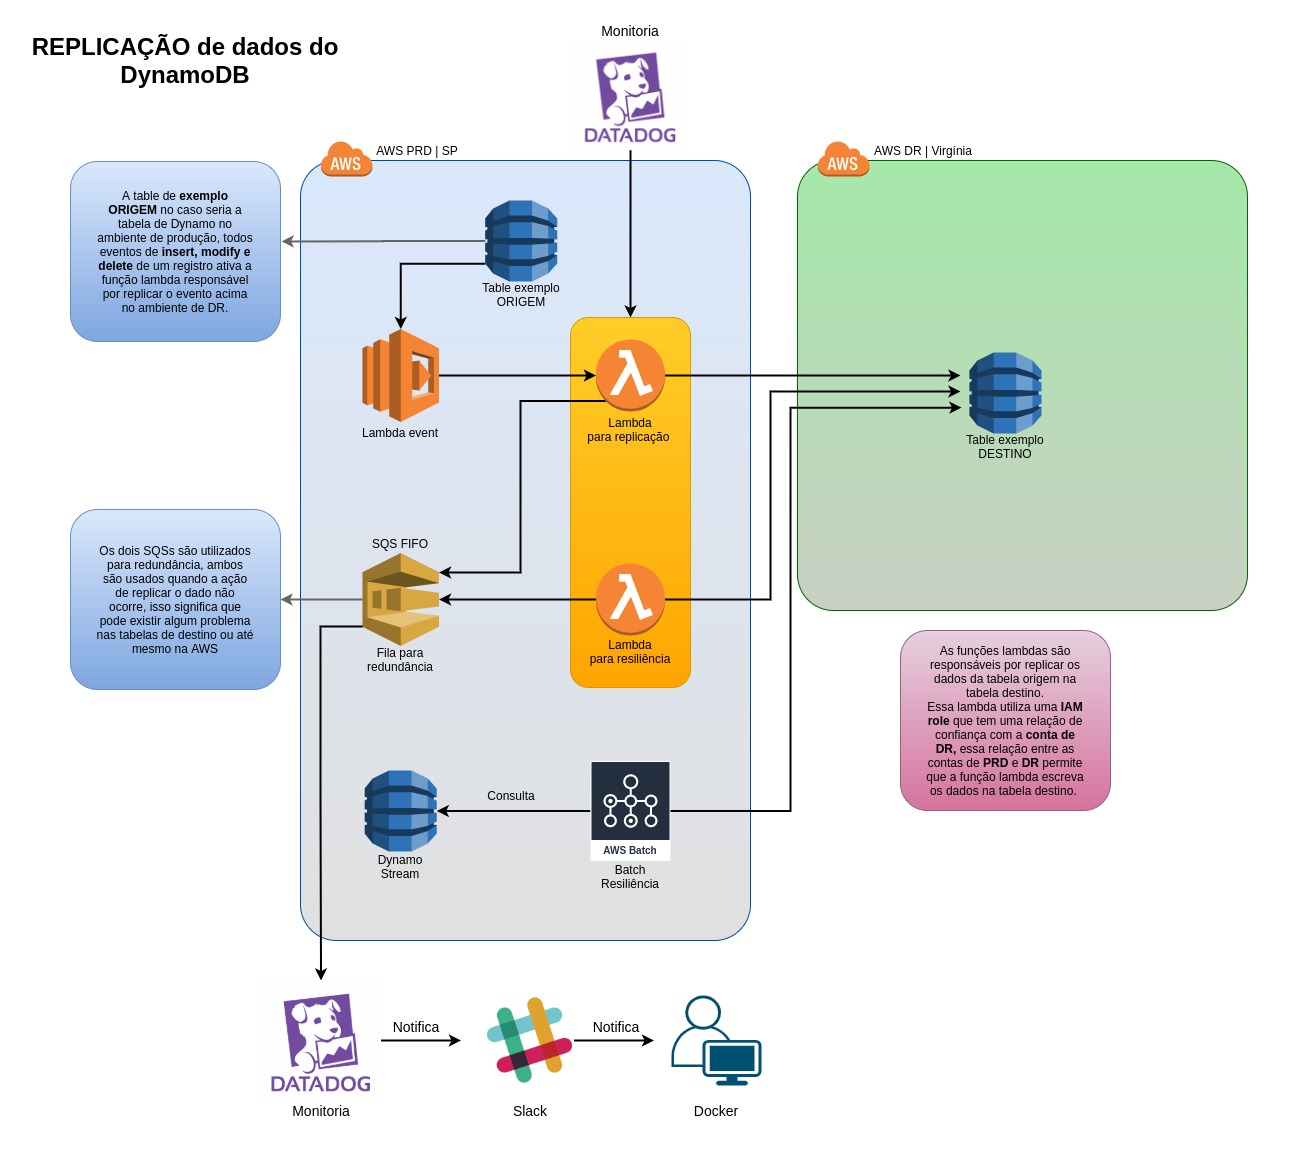 REPLICAÇÃO de dados do
DynamoDB
Monitoria
DATADOG
AWS
AWS PRD | SP
AWS
AWS DR | Virgínia
A table de exemplo
ORIGEM no caso seria a
tabela de Dynamo no
ambiente de produção, todos
eventos de insert, modify e
delete de um registro ativa a
função lambda responsável
por replicar o evento acima
no ambiente de DR.
Table exemplo
ORIGEM
Lambda event
Lambda
para replicação
Table exemplo
DESTINO
Os dois SQSs são utilizados
para redundância, ambos
são usados quando a ação
de replicar o dado não
ocorre, isso significa que
pode existir algum problema
nas tabelas de destino ou até
mesmo na AWS
SQS FIFO
Fila para
redundância
Lambda
para resiliência
As funções lambdas são
responsáveis por replicar os
dados da tabela origem na
tabela destino.
Essa lambda utiliza uma IAM
role que tem uma relação de
confiança com a conta de
DR, essa relação entre as
contas de PRD e DR permite
que a função lambda escreva
os dados na tabela destino.
Dynamo
Stream
Consulta
AWS Batch
Batch
Resiliência
DATADOG
Monitoria
Notifica
Slack
Notifica
Docker